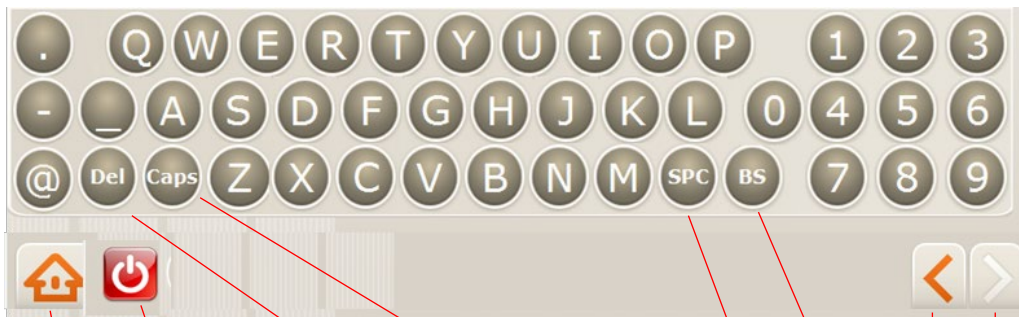 . Q W E R T Y U I O P 1 2 3
- _ A S D F G H J K L 0 4 5 6
@ Del Caps Z X C V B N M SPC BS 7 8 9